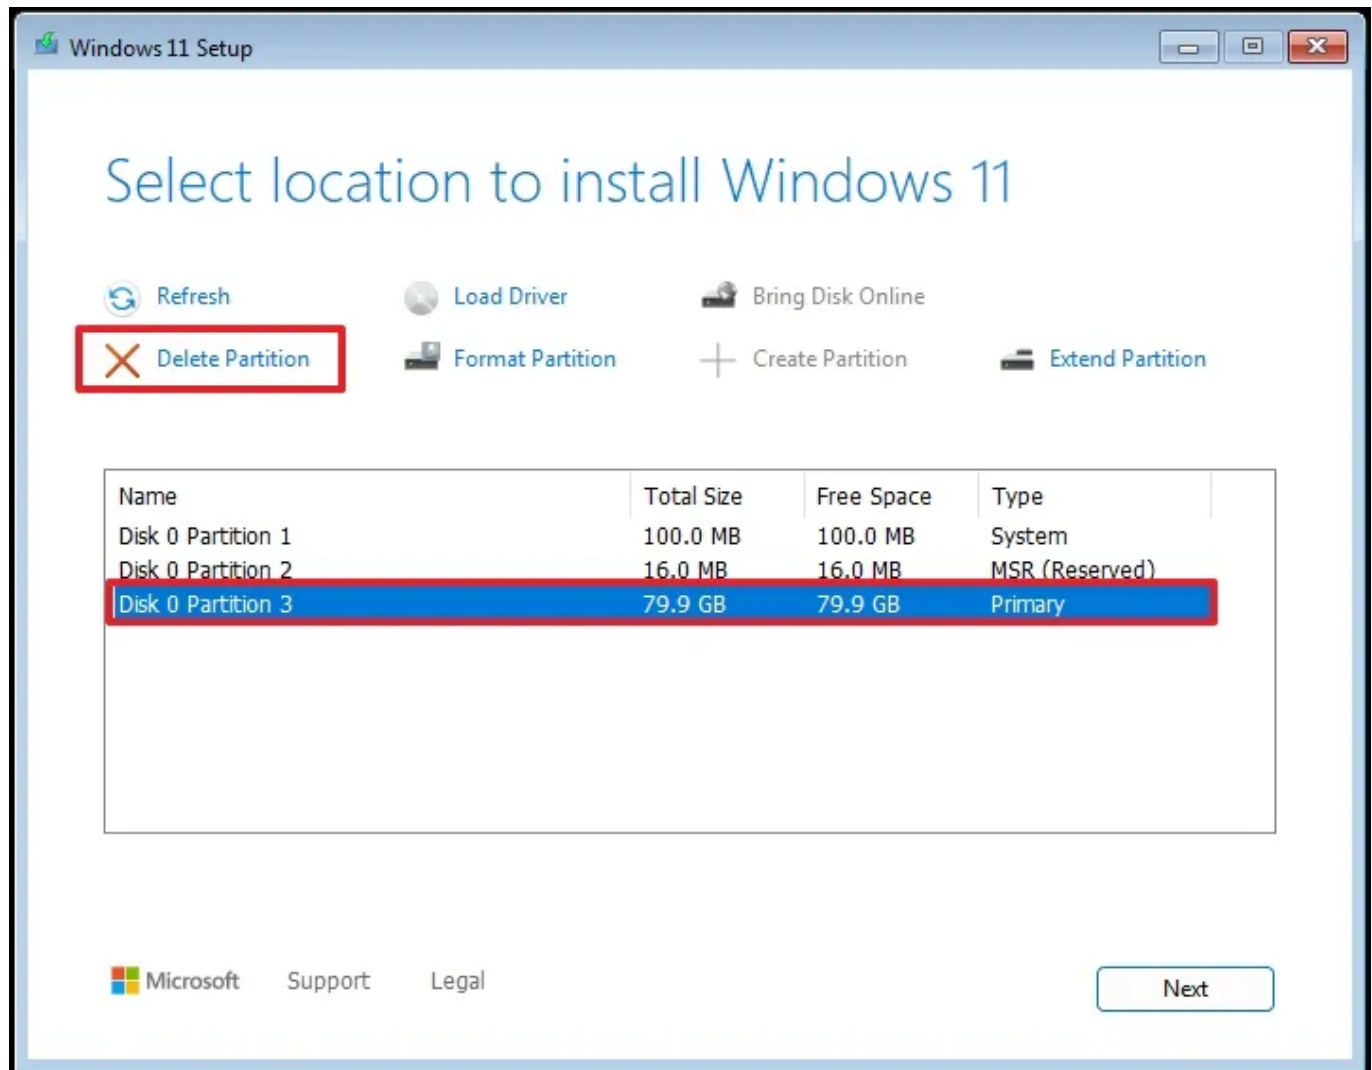 Windows 11 Setup
Select location to install Windows 11
Refresh Load Driver Bring Disk Online
Delete Partition Format Partition Create Partition Extend Partition
Name Total Size Free Space Type
Disk 0 Partition 1 100.0 MB 100.0 MB System
Disk 0 Partition 2 16.0 MB 16.0 MB MSR (Reserved)
Disk 0 Partition 3 79.9 GB 79.9 GB Primary
Microsoft Support Legal Next